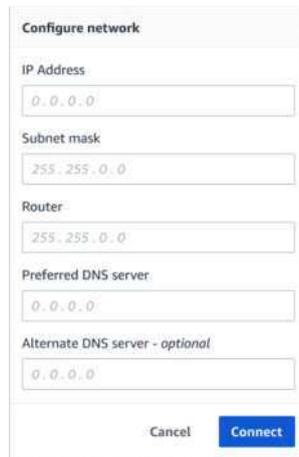 Configure network
IP Address
0.0.0.0
Subnet mask
255.255.0.0
Router
255.255.0.0
Preferred DNS server
0.0.0.0
Alternate DNS server - optional
0.0.0.0
Cancel Connect